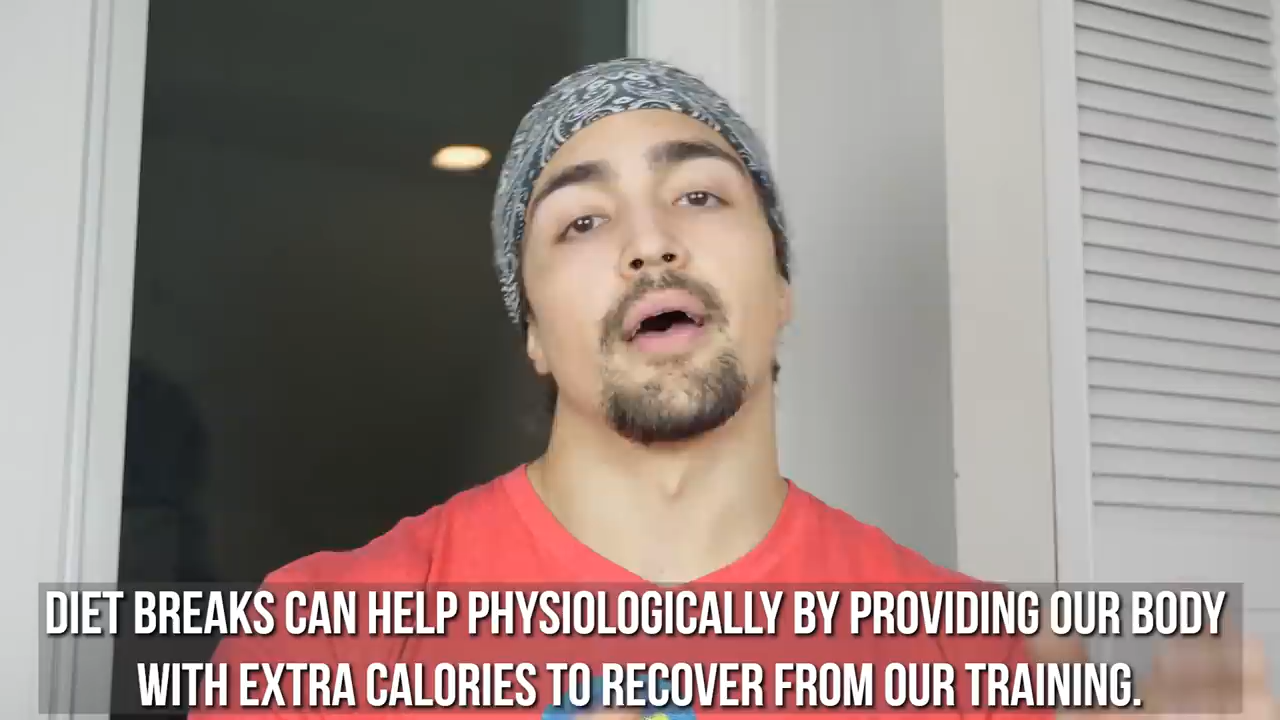 DIET BREAKS CAN HELP PHYSIOLOGICALLY BY PROVIDING OUR BODY
WITH EXTRA CALORIES TO RECOVER FROM OUR TRAINING.